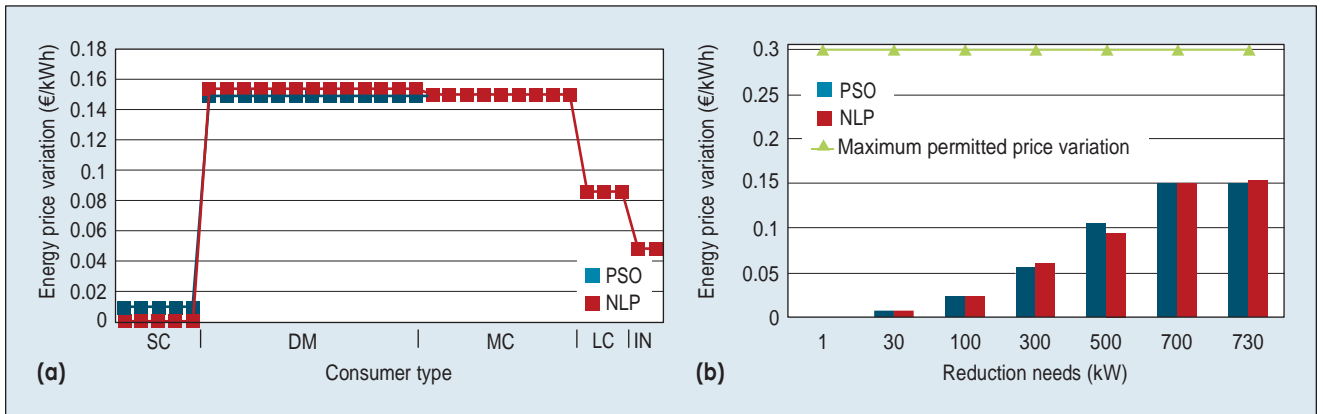 Energy price variation (€/kWh)
0.18
0.16
0.14
0.12
0.1
0.08
0.06
0.04
0.02
0
PSO
NLP
SC
DM
MC
LC
IN
(a)
Consumer type
Energy price variation (€/kWh)
0.3
0.25
0.2
0.15
0.1
0.05
0
PSO
NLP
Maximum permitted price variation
1
30
100
300
500
700
730
(b)
Reduction needs (kW)